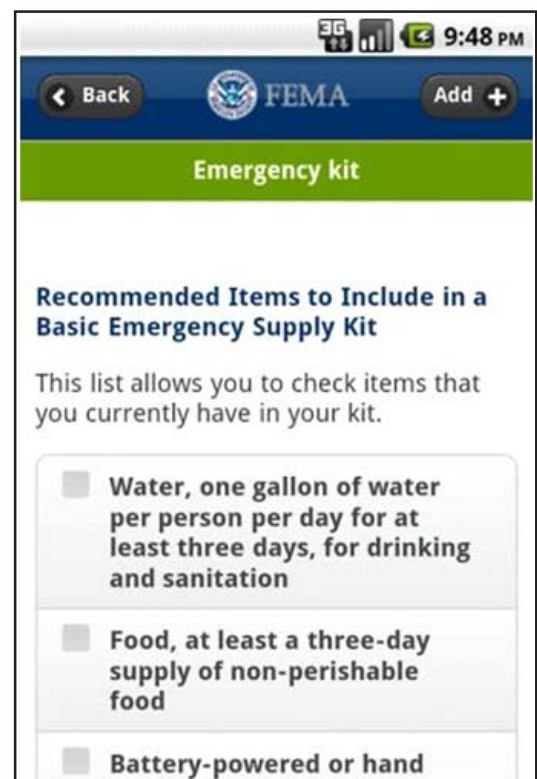 3G 9:48 PM
Back FEMA Add +
Emergency kit
Recommended Items to Include in a
Basic Emergency Supply Kit
This list allows you to check items that
you currently have in your kit.
Water, one gallon of water
per person per day for at
least three days, for drinking
and sanitation
Food, at least a three-day
supply of non-perishable
food
Battery-powered or hand